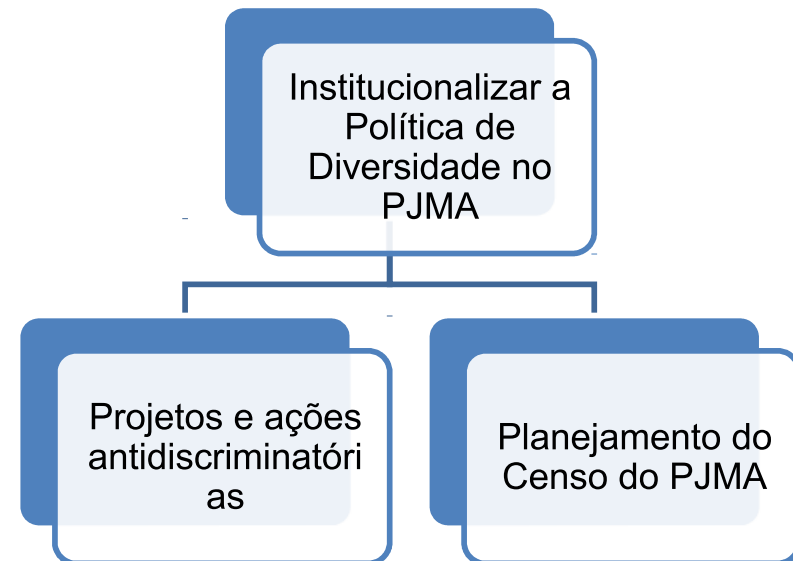 Institucionalizar a
Política de
Diversidade no
PJMA
Projetos e ações
antidiscriminatóri
as
Planejamento do
Censo do PJMA